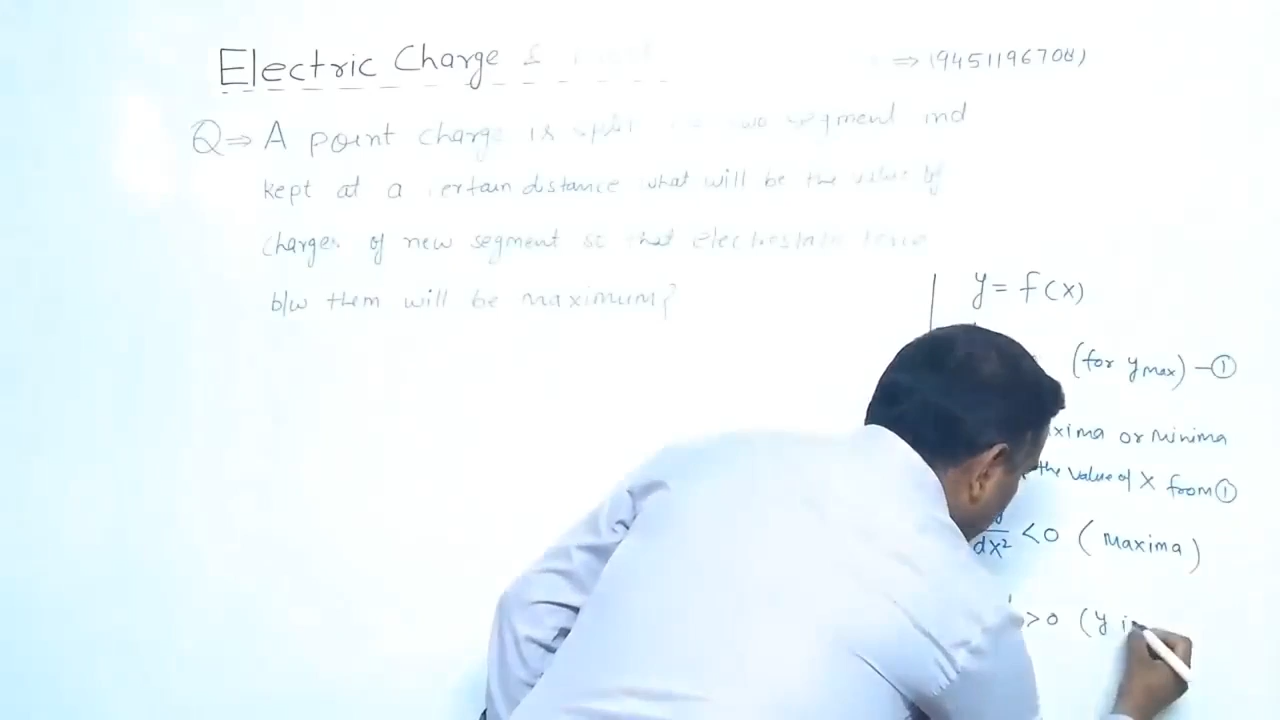 Electric Charge &
⇒ (9451196708)
Q⇒ A point charge is split two segment and
kept at a certain distance what will be the value of
charges of new segment so that electrostatic force
b/w them will be maximum?
y = f(x)
(for ymax) –①
xima or minima
the value of x from ①
dx² <0 (Maxima)
>0 (y i